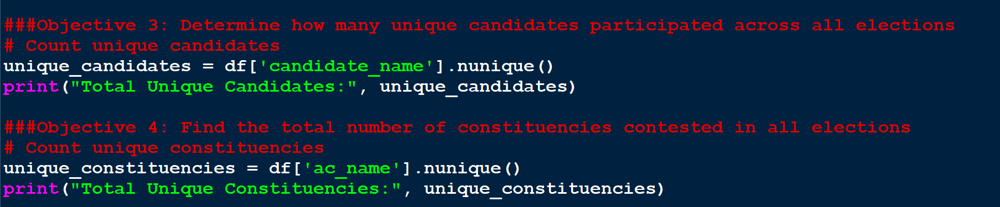 ###Objective 3: Determine how many unique candidates participated across all elections
# Count unique candidates
unique_candidates = df['candidate_name'].nunique()
print("Total Unique Candidates:", unique_candidates)
###Objective 4: Find the total number of constituencies contested in all elections
# Count unique constituencies
unique_constituencies = df['ac_name'].nunique()
print("Total Unique Constituencies:", unique_constituencies)